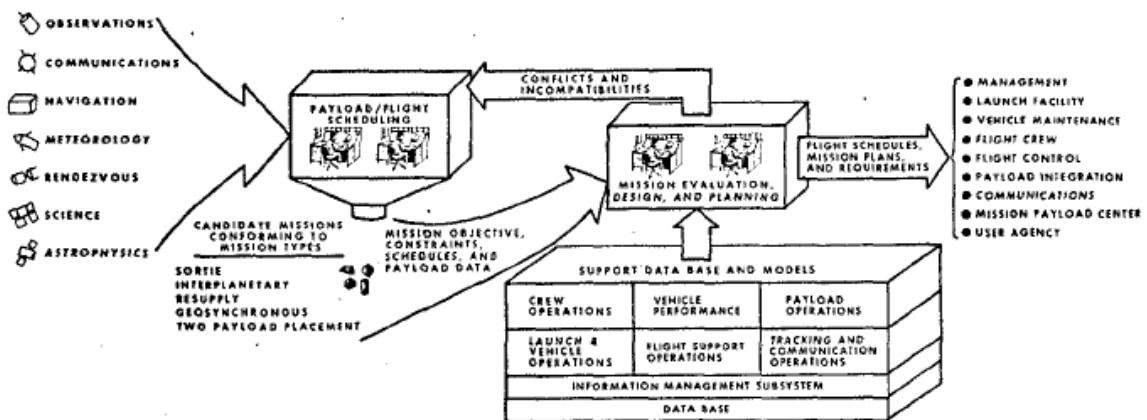 OBSERVATIONS
COMMUNICATIONS
NAVIGATION
METEOROLOGY
RENDEZVOUS
SCIENCE
ASTROPHYSICS
PAYLOAD/FLIGHT
SCHEDULING
CANDIDATE MISSIONS
CONFORMING TO
MISSION TYPES
SORTIE
INTERPLANETARY
RESUPPLY
GEOSYNCHRONOUS
TWO PAYLOAD PLACEMENT
CONFLICTS AND
INCOMPATIBILITIES
MISSION OBJECTIVE,
CONSTRAINTS,
SCHEDULES, AND
PAYLOAD DATA
MISSION EVALUATION,
DESIGN, AND PLANNING
FLIGHT SCHEDULES,
MISSION PLANS,
AND REQUIREMENTS
● MANAGEMENT
● LAUNCH FACILITY
● VEHICLE MAINTENANCE
● FLIGHT CREW
● FLIGHT CONTROL
● PAYLOAD INTEGRATION
● COMMUNICATIONS
● MISSION PAYLOAD CENTER
● USER AGENCY
SUPPORT DATA BASE AND MODELS
CREW
OPERATIONS
VEHICLE
PERFORMANCE
PAYLOAD
OPERATIONS
LAUNCH &
VEHICLE
OPERATIONS
FLIGHT SUPPORT
OPERATIONS
TRACKING AND
COMMUNICATION
OPERATIONS
INFORMATION MANAGEMENT SUBSYSTEM
DATA BASE